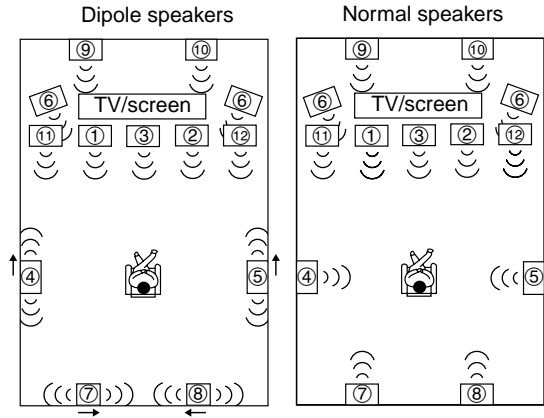 Dipole speakers Normal speakers
⑨ ⑩ ⑨ ⑩
⑥ ⑥ ⑥ ⑥
TV/screen TV/screen
⑪ ① ③ ② ⑫ ⑪ ① ③ ② ⑫
④ ⑤ ④ ⑤
⑦ ⑧ ⑦ ⑧